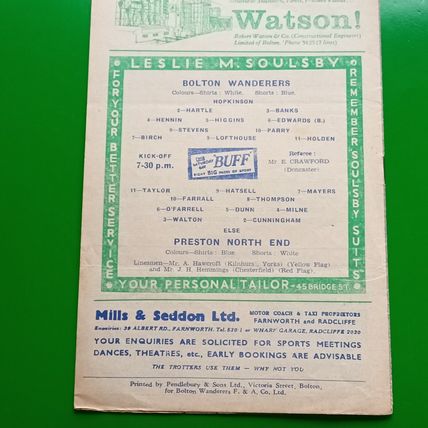 Watson!
Robert Watson & Co. (Constructional Engineers)
Limited of Bolton. 'Phone 5625 (3 lines)
LESLIE M. SOULSBY
FOR YOUR BETTER SERVICE
REMEMBER SOULSBY SUITS
BOLTON WANDERERS
Colours—Shirts: White. Shorts: Blue.
HOPKINSON
2—HARTLE 3—BANKS
4—HENNIN 5—HIGGINS 6—EDWARDS (B.)
8—STEVENS 10—PARRY
7—BIRCH 9—LOFTHOUSE 11—HOLDEN
KICK-OFF
7-30 p.m.
BUFF
Referee:
Mr. E. CRAWFORD
(Doncaster)
11—TAYLOR 9—HATSELL 7—MAYERS
10—FARRALL 8—THOMPSON
6—O'FARRELL 5—DUNN 4—MILNE
3—WALTON 2—CUNNINGHAM
ELSE
PRESTON NORTH END
Colours—Shirts: Blue. Shorts: White
Linesmen—Mr. A. Hawcroft (Kilnhurst, Yorks) (Yellow Flag)
and Mr. J. H. Hemmings (Chesterfield) (Red Flag).
YOUR PERSONAL TAILOR - 45 BRIDGE ST.
Mills & Seddon Ltd. MOTOR COACH & TAXI PROPRIETORS
FARNWORTH and RADCLIFFE
Enquiries: 38 ALBERT RD., FARNWORTH. Tel. 820-1 or WHARF GARAGE, RADCLIFFE 2020
YOUR ENQUIRIES ARE SOLICITED FOR SPORTS MEETINGS
DANCES, THEATRES, etc., EARLY BOOKINGS ARE ADVISABLE
THE TROTTERS USE THEM — WHY NOT YOU
Printed by Pendlebury & Sons Ltd., Victoria Street, Bolton,
for Bolton Wanderers F. & A. Co. Ltd.